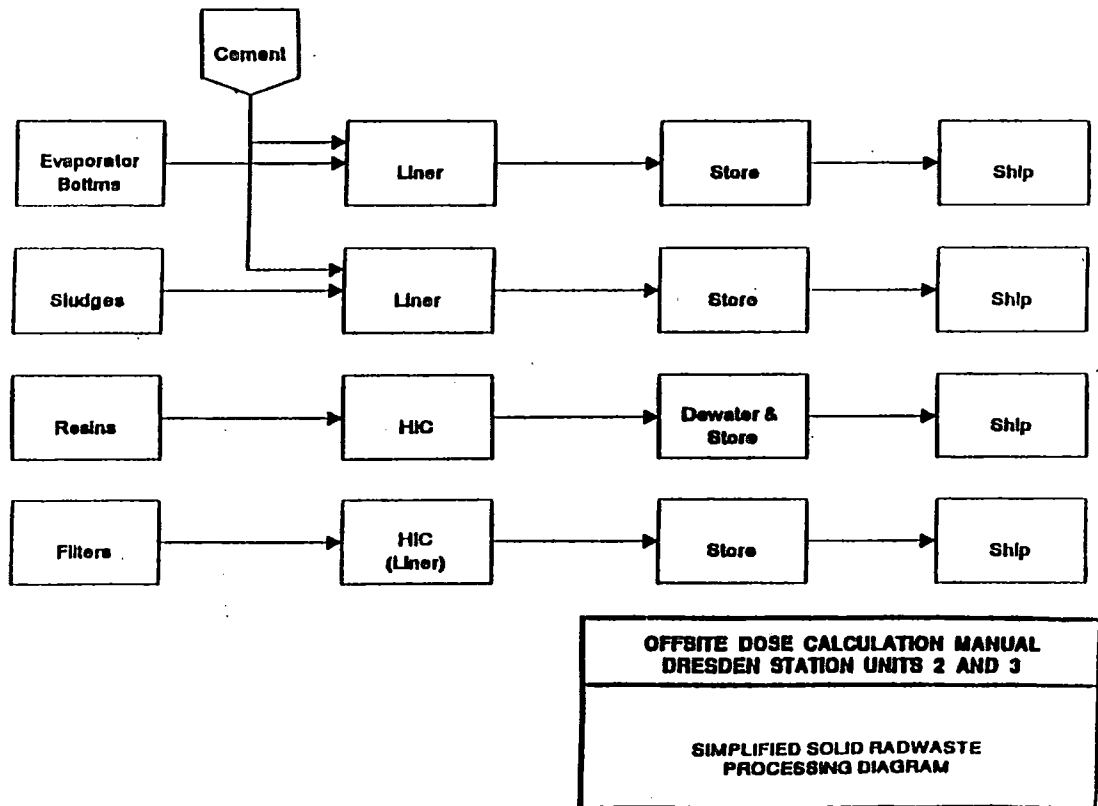 Cement
Evaporator
Bottms
Liner
Store
Ship
Sludges
Liner
Store
Ship
Resins
HIC
Dewater &
Store
Ship
Filters
HIC
(Liner)
Store
Ship
OFFSITE DOSE CALCULATION MANUAL
DRESDEN STATION UNITS 2 AND 3
SIMPLIFIED SOLID RADWASTE
PROCESSING DIAGRAM